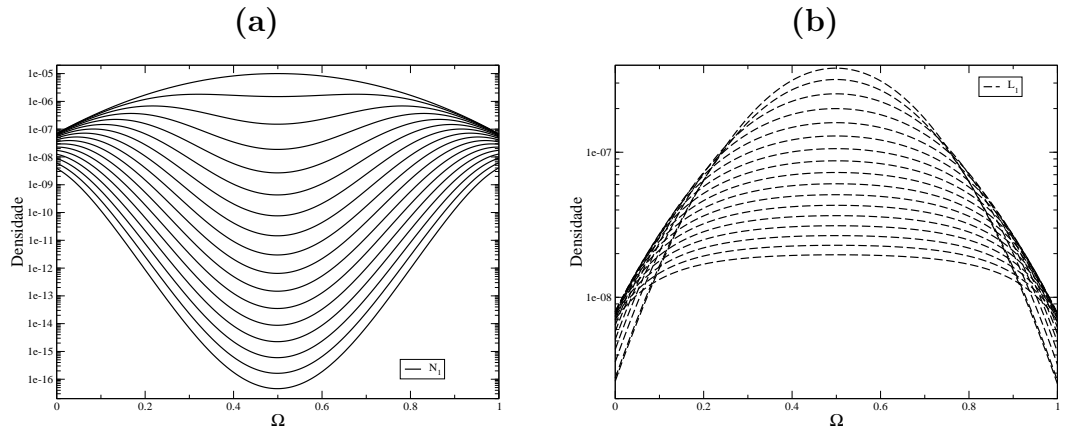 (a)
1e-05
1e-06
1e-07
1e-08
1e-09
1e-10
1e-11
1e-12
1e-13
1e-14
1e-15
1e-16
Densidade
0 0.2 0.4 0.6 0.8 1
Ω
N₁
(b)
1e-07
1e-08
Densidade
0 0.2 0.4 0.6 0.8 1
Ω
L₁